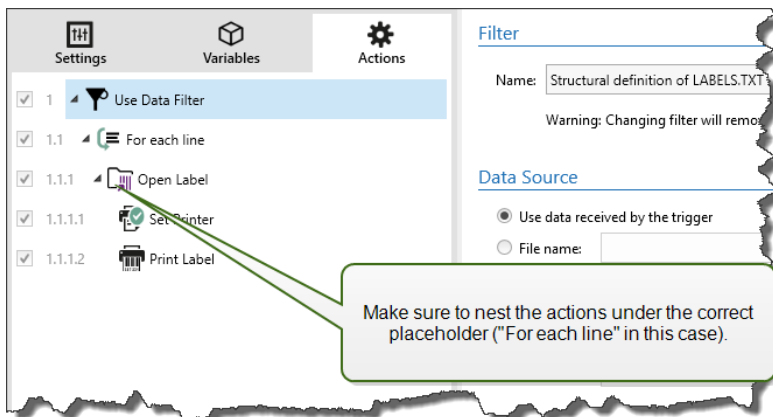 Settings
Variables
Actions
1 Use Data Filter
1.1 For each line
1.1.1 Open Label
1.1.1.1 Set Printer
1.1.1.2 Print Label
Filter
Name: Structural definition of LABELS.TXT
Warning: Changing filter will
Data Source
Use data received by the trigger
File name:
Make sure to nest the actions under the correct
placeholder ("For each line" in this case).